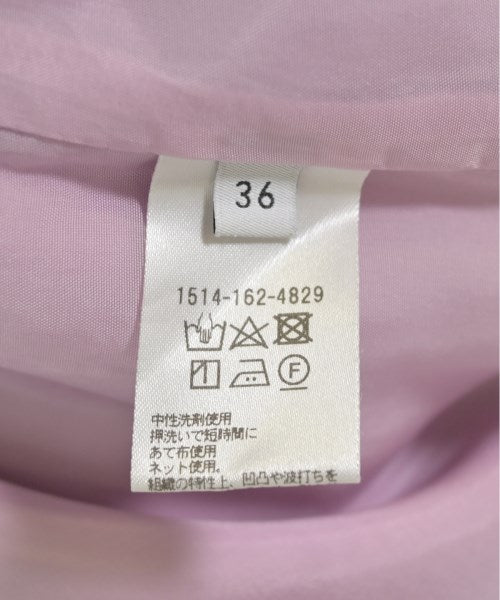 36
1514-162-4829
F
中性洗剤使用
押洗いで短時間に
あて布使用
ネット使用。
組織の特性上、凹凸や波打ちを